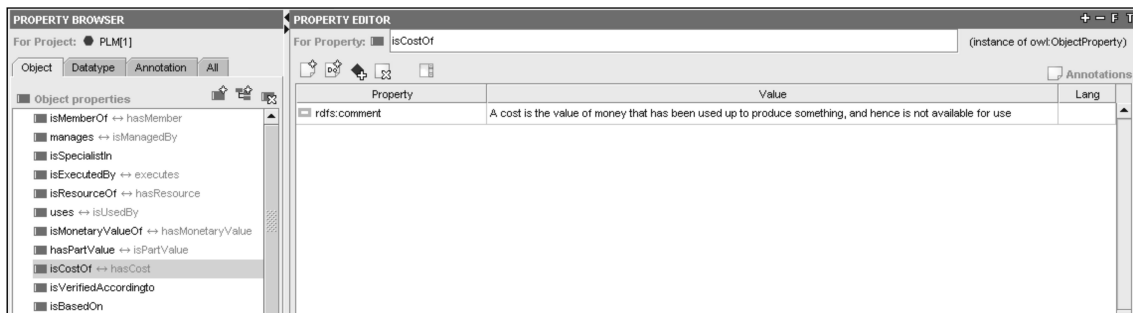 PROPERTY BROWSER
For Project: PLM[1]
Object Datatype Annotation All
Object properties
isMemberOf ↔ hasMember
manages ↔ isManagedBy
isSpecialistIn
isExecutedBy ↔ executes
isResourceOf ↔ hasResource
uses ↔ isUsedBy
isMonetaryValueOf ↔ hasMonetaryValue
hasPartValue ↔ isPartValue
isCostOf ↔ hasCost
isVerifiedAccordingto
isBasedOn
PROPERTY EDITOR
+ − F T
For Property: isCostOf (instance of owl:ObjectProperty)
Annotations
Property Value Lang
rdfs:comment A cost is the value of money that has been used up to produce something, and hence is not available for use